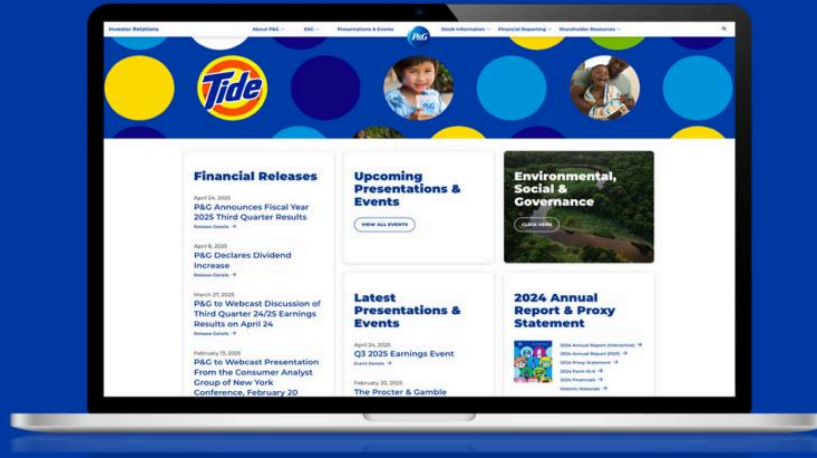 Investor Relations
About P&G
ESG
Presentations & Events
P&G
Stock Information
Financial Reporting
Shareholder Resources
Tide
P&G
Financial Releases
April 24, 2025
P&G Announces Fiscal Year
2025 Third Quarter Results
Release Details →
April 8, 2025
P&G Declares Dividend
Increase
Release Details →
March 27, 2025
P&G to Webcast Discussion of
Third Quarter 24/25 Earnings
Results on April 24
Release Details →
February 13, 2025
P&G to Webcast Presentation
From the Consumer Analyst
Group of New York
Conference, February 20
Upcoming
Presentations &
Events
VIEW ALL EVENTS
Environmental,
Social &
Governance
CLICK HERE
Latest
Presentations &
Events
April 24, 2025
Q3 2025 Earnings Event
Event Details →
February 20, 2025
The Procter & Gamble
2024 Annual
Report & Proxy
Statement
2024 Annual Report (Interactive) →
2024 Annual Report (PDF) →
2024 Proxy Statement →
2024 Form 10-K →
2024 Financials →
Historic Materials →